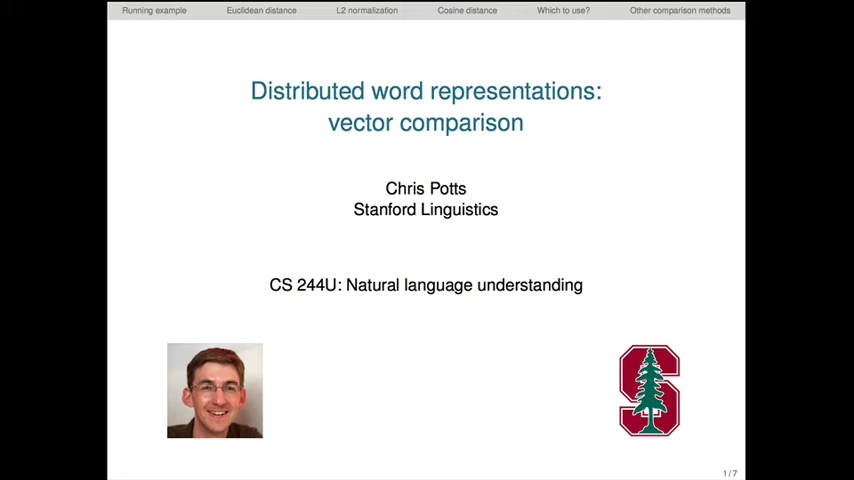 Running example Euclidean distance L2 normalization Cosine distance Which to use? Other comparison methods
Distributed word representations:
vector comparison
Chris Potts
Stanford Linguistics
CS 244U: Natural language understanding
S
1 / 7